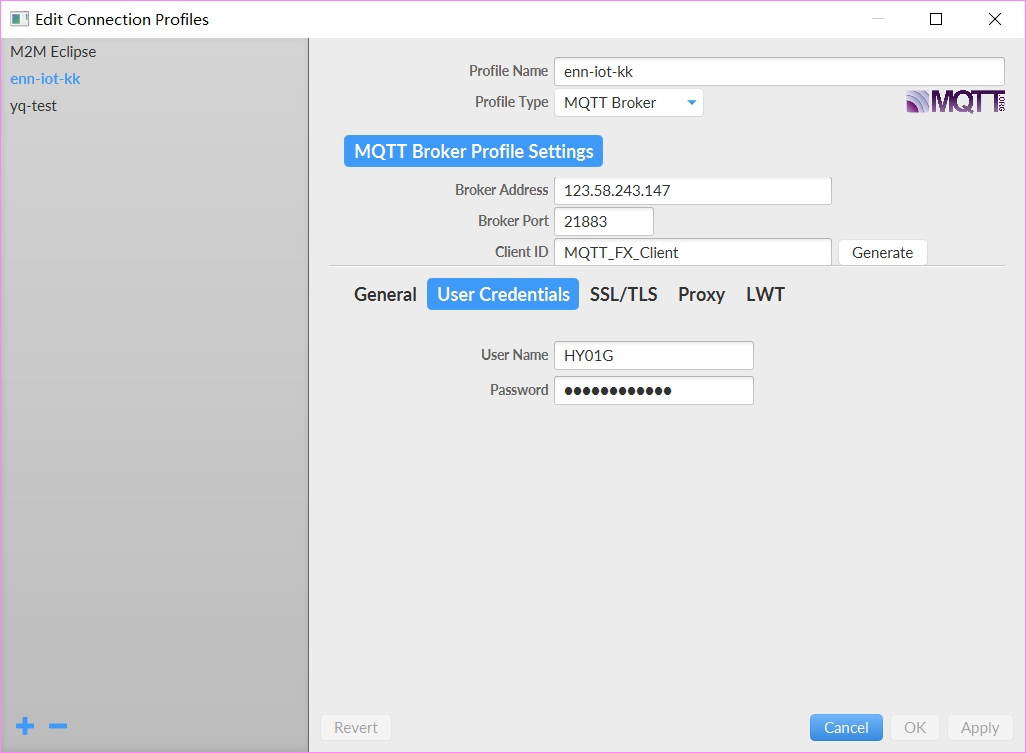 Edit Connection Profiles
M2M Eclipse
enn-iot-kk
yq-test
Profile Name enn-iot-kk
Profile Type MQTT Broker
MQTT.ORG
MQTT Broker Profile Settings
Broker Address 123.58.243.147
Broker Port 21883
Client ID MQTT_FX_Client Generate
General User Credentials SSL/TLS Proxy LWT
User Name HY01G
Password ●●●●●●●●●●●●
Revert Cancel OK Apply